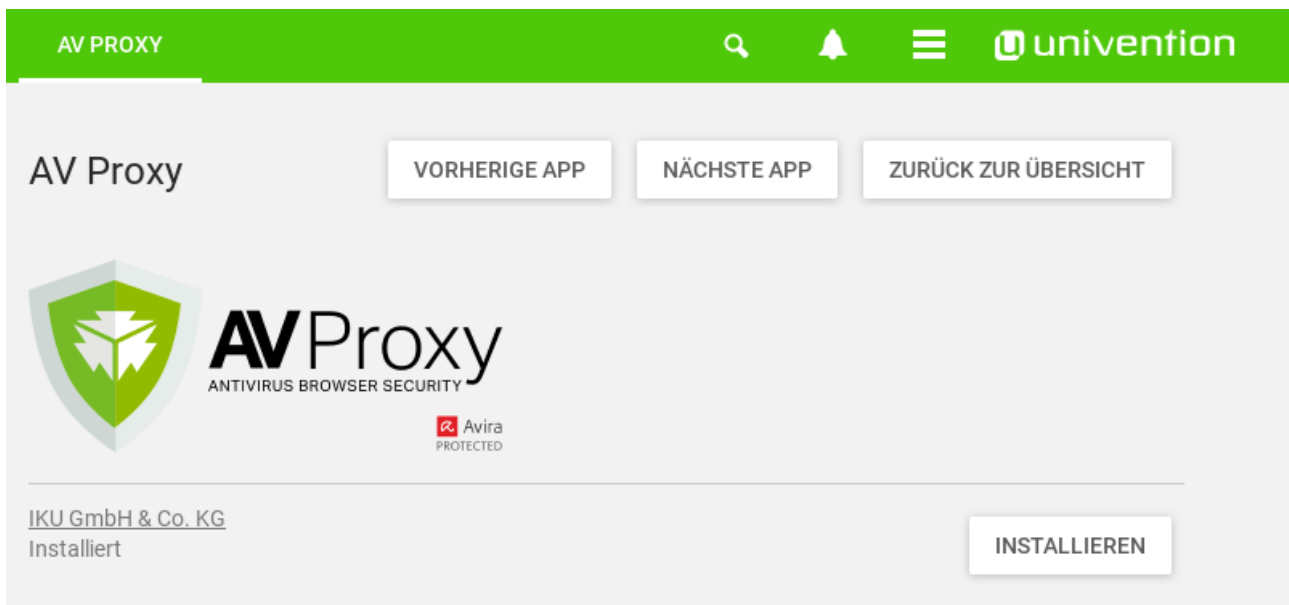 AV PROXY
univention
AV Proxy
VORHERIGE APP
NÄCHSTE APP
ZURÜCK ZUR ÜBERSICHT
AVProxy
ANTIVIRUS BROWSER SECURITY
Avira
PROTECTED
IKU GmbH & Co. KG
Installiert
INSTALLIEREN